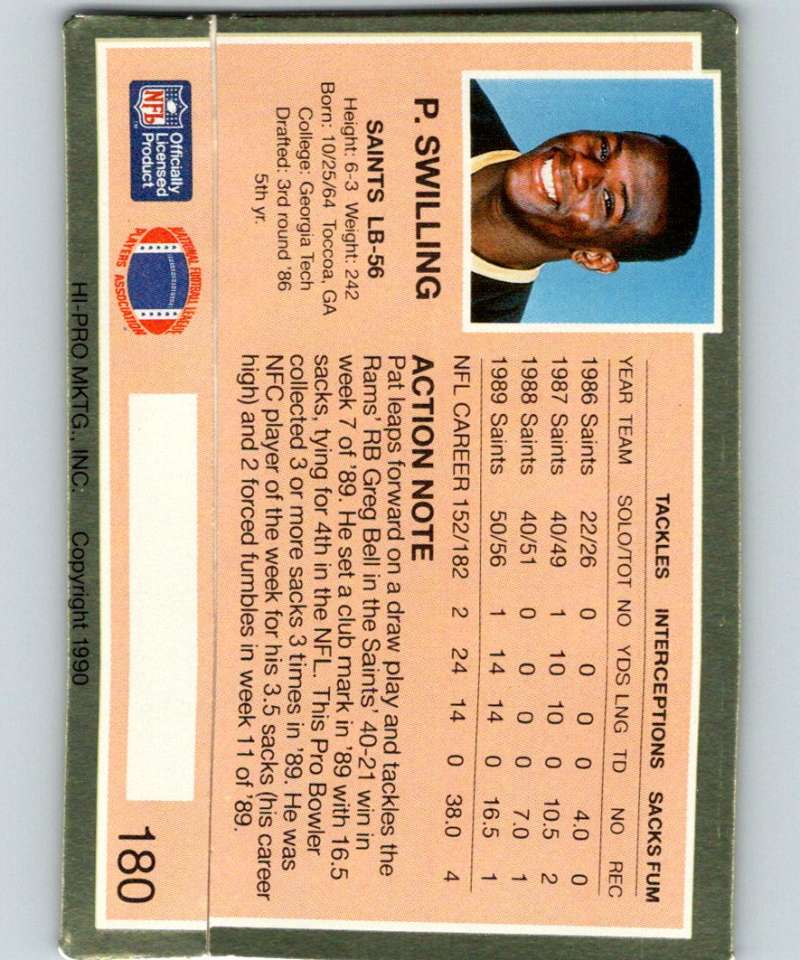 P. SWILLING
SAINTS LB-56
Height: 6-3 Weight: 242
Born: 10/25/64 Toccoa, GA
College: Georgia Tech
Drafted: 3rd round '86
5th yr.
NFL
Officially
Licensed
Product
NATIONAL FOOTBALL LEAGUE
PLAYERS ASSOCIATION
TACKLES INTERCEPTIONS SACKS FUM
YEAR TEAM SOLO/TOT NO YDS LNG TD NO REC
1986 Saints 22/26 0 0 0 0 4.0 0
1987 Saints 40/49 1 10 10 0 10.5 2
1988 Saints 40/51 0 0 0 0 7.0 1
1989 Saints 50/56 1 14 14 0 16.5 1
NFL CAREER 152/182 2 24 14 0 38.0 4
ACTION NOTE
Pat leaps forward on a draw play and tackles the
Rams' RB Greg Bell in the Saints' 40-21 win in
week 7 of '89. He set a club mark in '89 with 16.5
sacks, tying for 4th in the NFL. This Pro Bowler
collected 3 or more sacks 3 times in '89. He was
NFC player of the week for his 3.5 sacks (his career
high) and 2 forced fumbles in week 11 of '89.
180
HI-PRO MKTG., INC. Copyright 1990